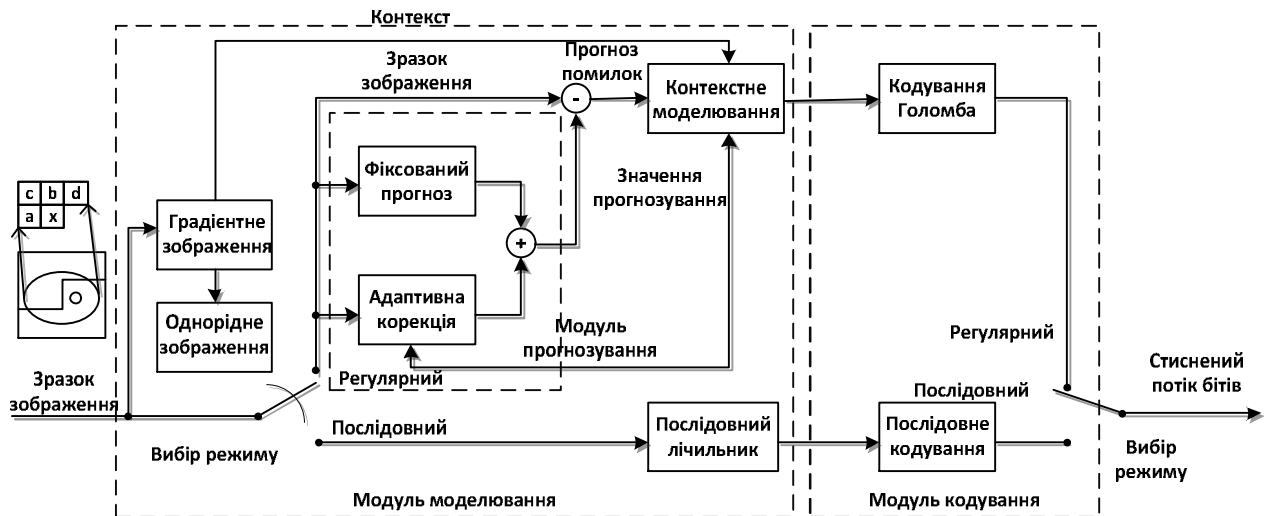 Контекст
Зразок
зображення
Прогноз
помилок
-
Контекстне
моделювання
Кодування
Голомба
Фіксований
прогноз
Значення
прогнозування
c b d
a x
Градієнтне
зображення
+
Однорідне
зображення
Адаптивна
корекція
Модуль
прогнозування
Регулярний
Регулярний
Зразок
зображення
Стиснений
потік бітів
Послідовний
Послідовний
Вибір режиму
Послідовний
лічильник
Послідовне
кодування
Вибір
режиму
Модуль моделювання
Модуль кодування